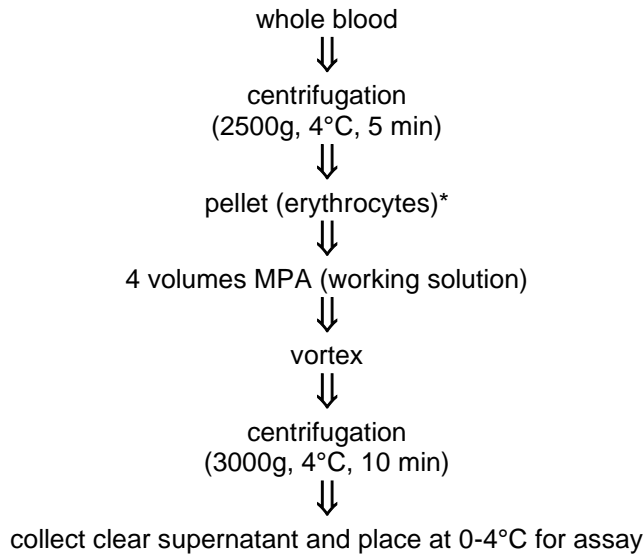 whole blood
⇓
centrifugation
(2500g, 4°C, 5 min)
⇓
pellet (erythrocytes)*
⇓
4 volumes MPA (working solution)
⇓
vortex
⇓
centrifugation
(3000g, 4°C, 10 min)
⇓
collect clear supernatant and place at 0-4°C for assay